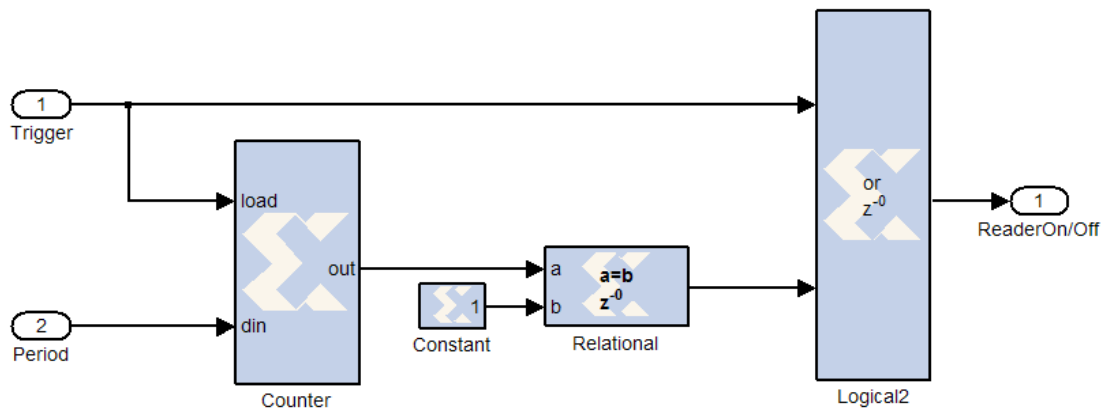 1
Trigger
load
out
din
2
Period
Counter
1
Constant
a
b
a=b
z-0
Relational
or
z-0
Logical2
1
ReaderOn/Off